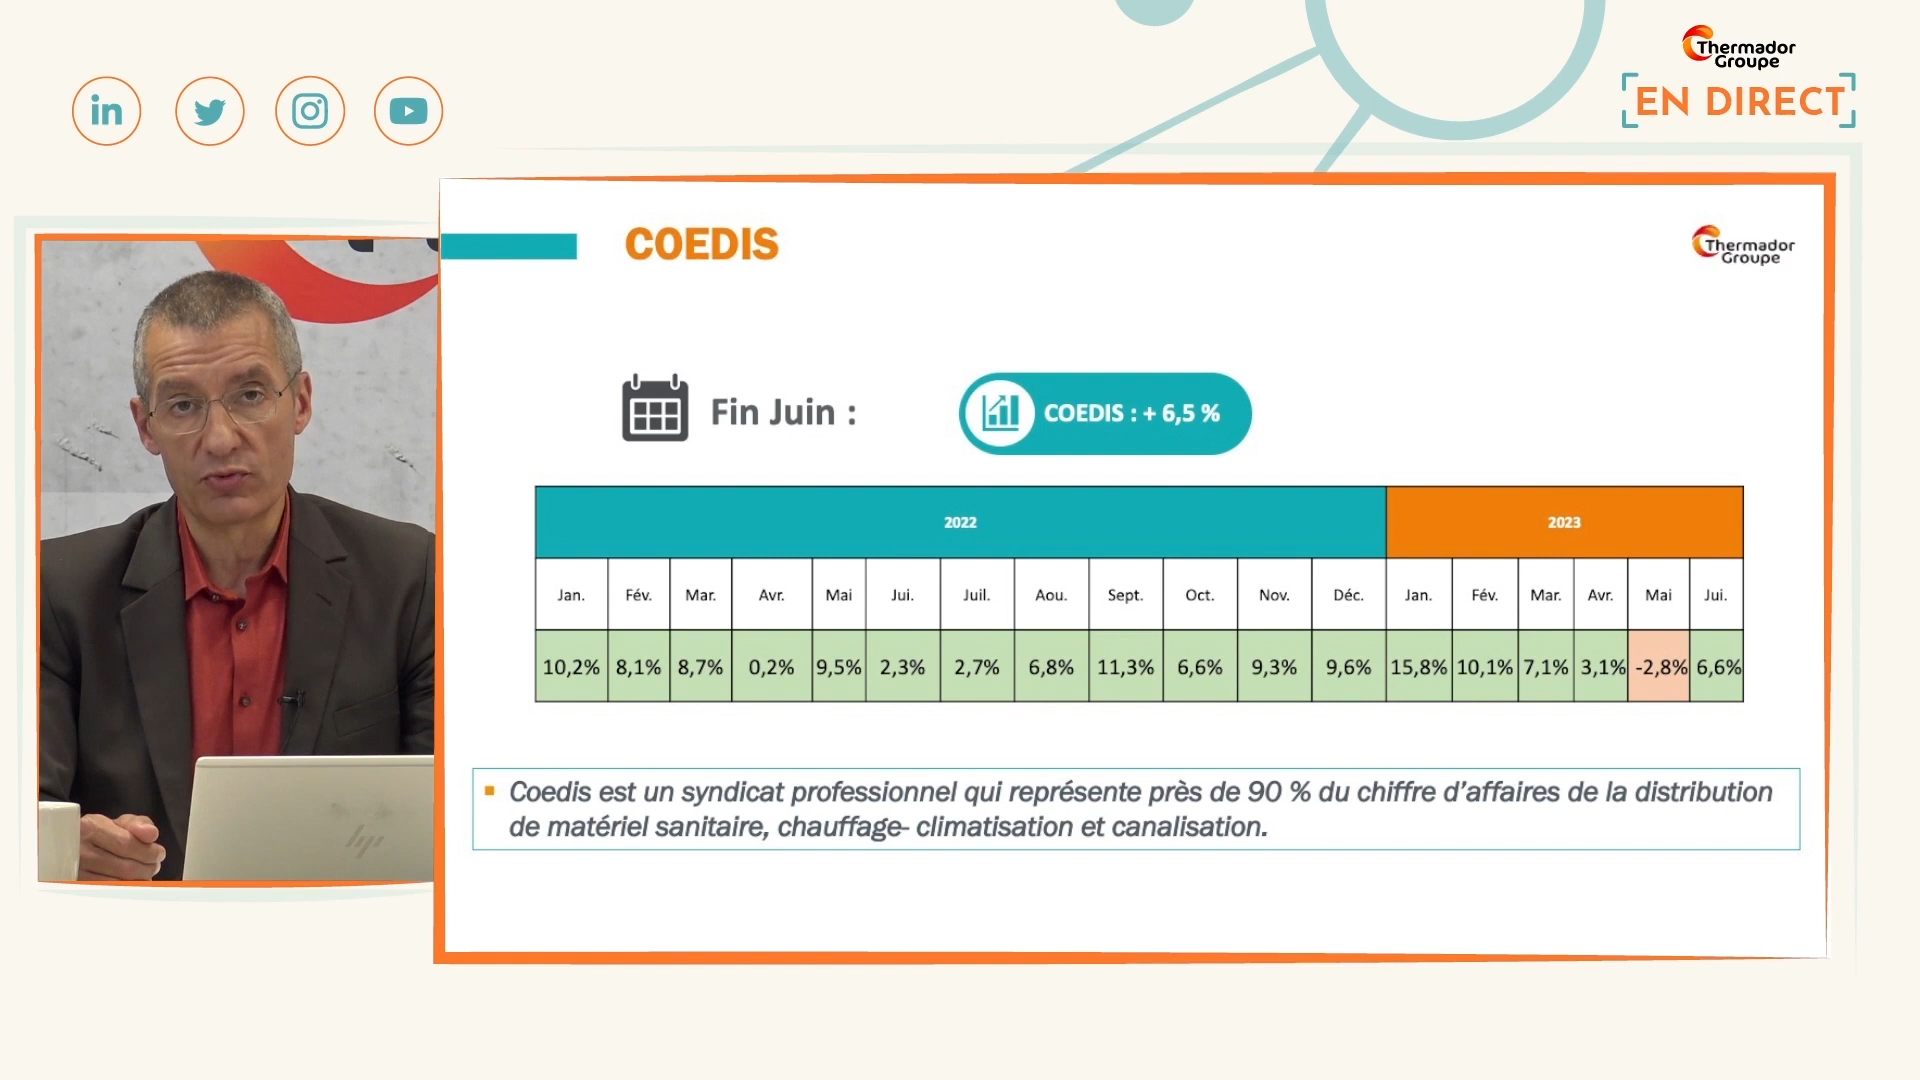 Thermador
Groupe
EN DIRECT
in
COEDIS
Thermador
Groupe
Fin Juin :
COEDIS : + 6,5 %
2022 2023
Jan. Fév. Mar. Avr. Mai Jui. Juil. Aou. Sept. Oct. Nov. Déc. Jan. Fév. Mar. Avr. Mai Jui.
10,2% 8,1% 8,7% 0,2% 9,5% 2,3% 2,7% 6,8% 11,3% 6,6% 9,3% 9,6% 15,8% 10,1% 7,1% 3,1% -2,8% 6,6%
Coedis est un syndicat professionnel qui représente près de 90 % du chiffre d’affaires de la distribution
de matériel sanitaire, chauffage- climatisation et canalisation.
hp